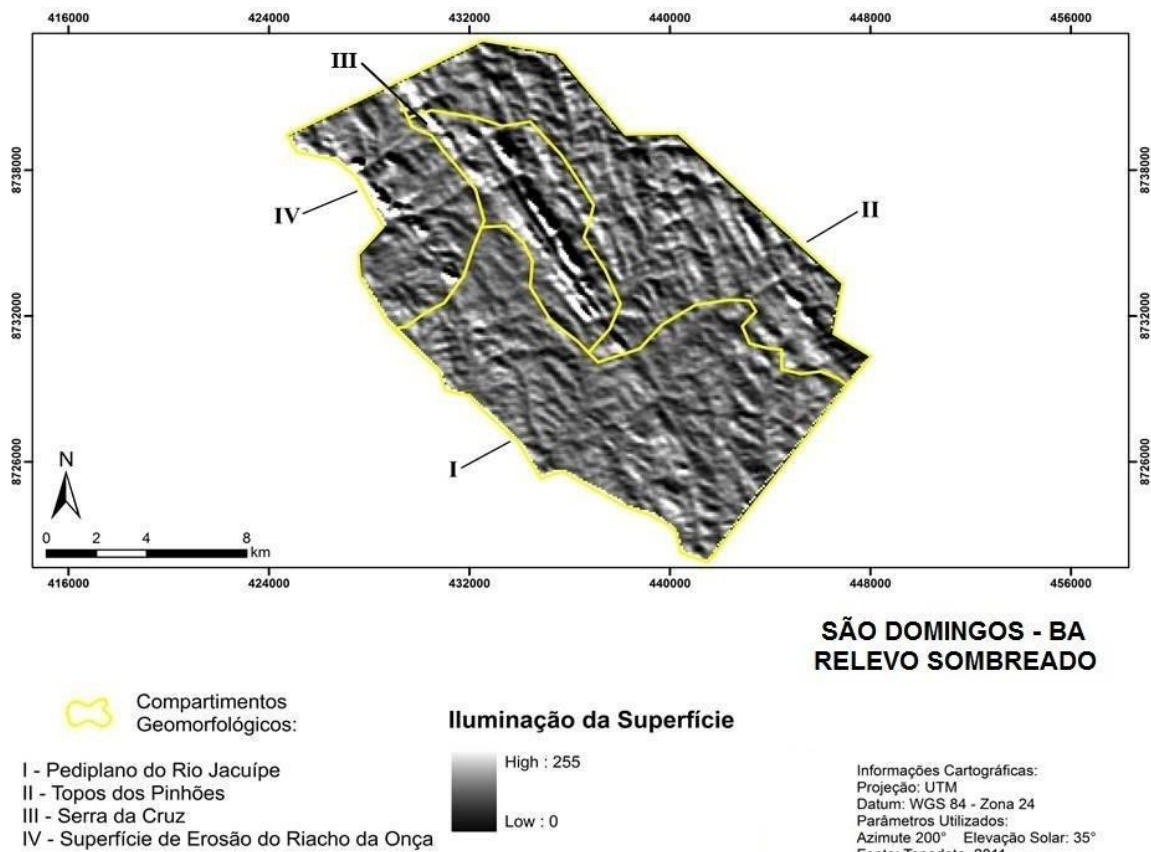 416000 424000 432000 440000 448000 456000
III
8738000 8738000
IV
II
8732000 8732000
I
8726000 8726000
N
0 2 4 8
km
416000 424000 432000 440000 448000 456000
SÃO DOMINGOS - BA
RELEVO SOMBREADO
Compartimentos
Geomorfológicos:
I - Pediplano do Rio Jacuípe
II - Topos dos Pinhões
III - Serra da Cruz
IV - Superfície de Erosão do Riacho da Onça
Iluminação da Superfície
High : 255
Low : 0
Informações Cartográficas:
Projeção: UTM
Datum: WGS 84 - Zona 24
Parâmetros Utilizados:
Azimute 200° Elevação Solar: 35°
Fonte: Topodata, 2011